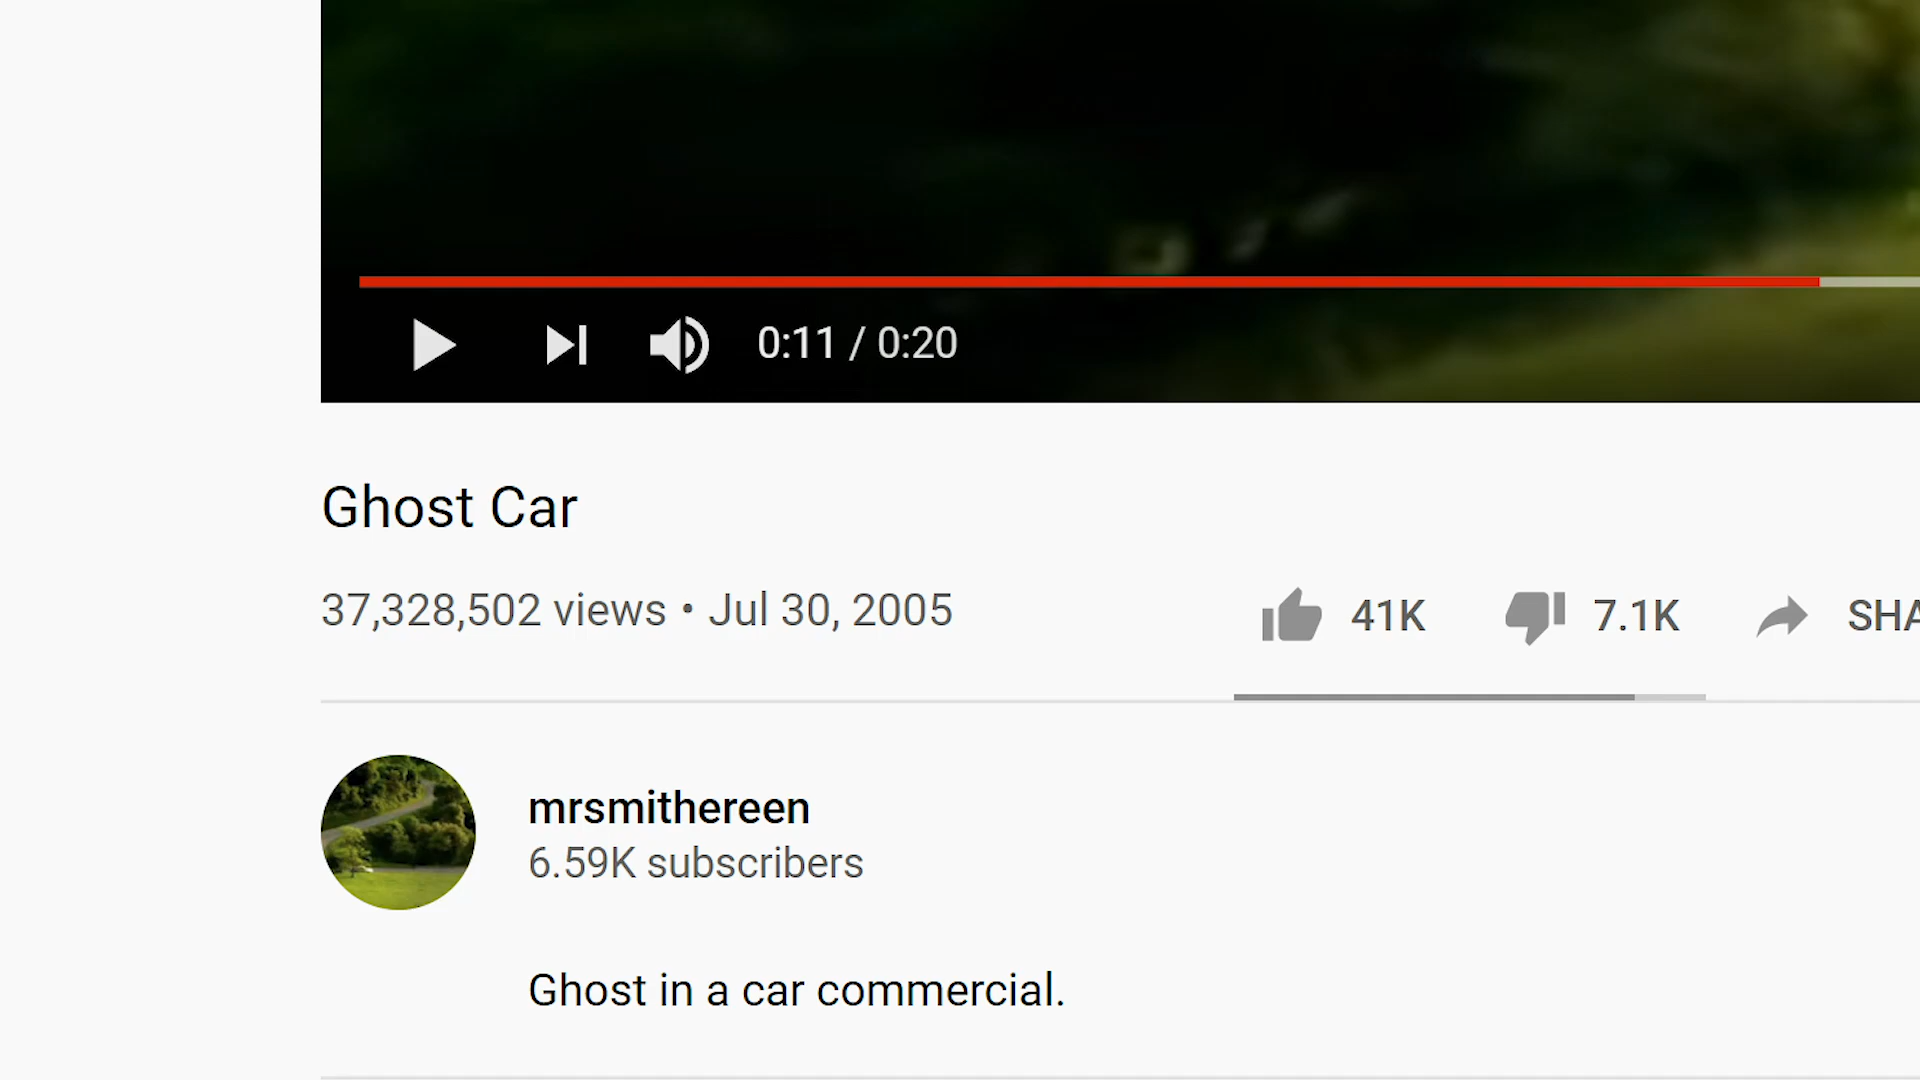 0:11 / 0:20
Ghost Car
37,328,502 views • Jul 30, 2005
41K
7.1K
SHA
mrsmithereen
6.59K subscribers
Ghost in a car commercial.